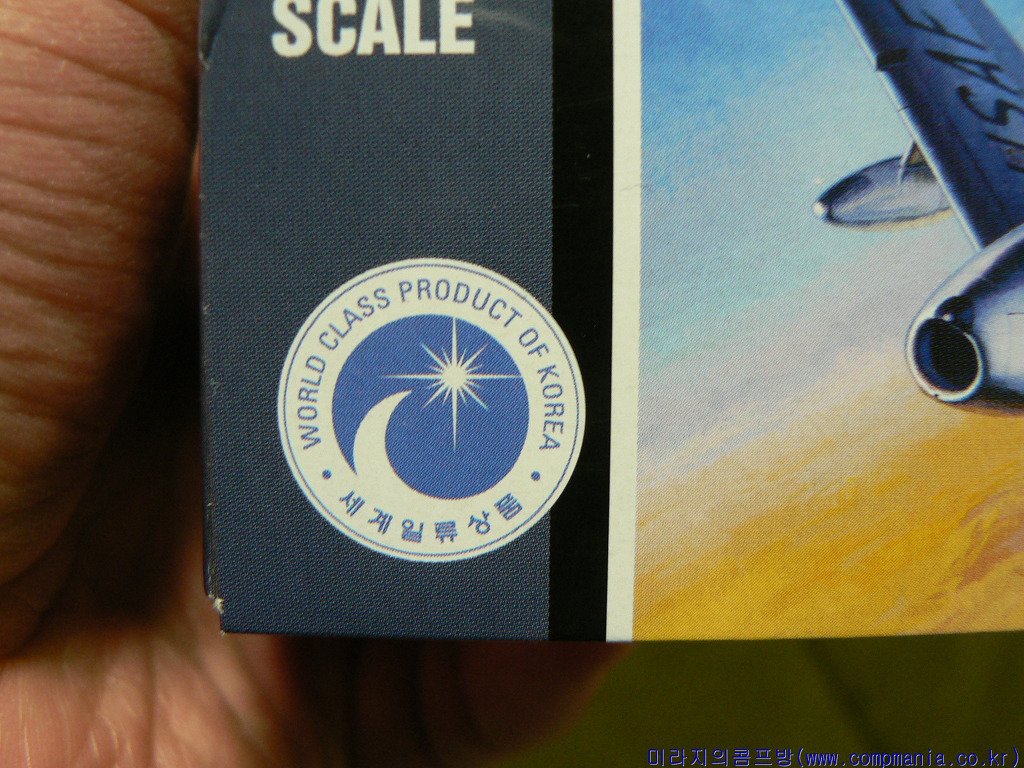 SCALE
USAF
WORLD CLASS PRODUCT OF KOREA
세계일류상품
미라지의콤프방(www.compmania.co.kr)